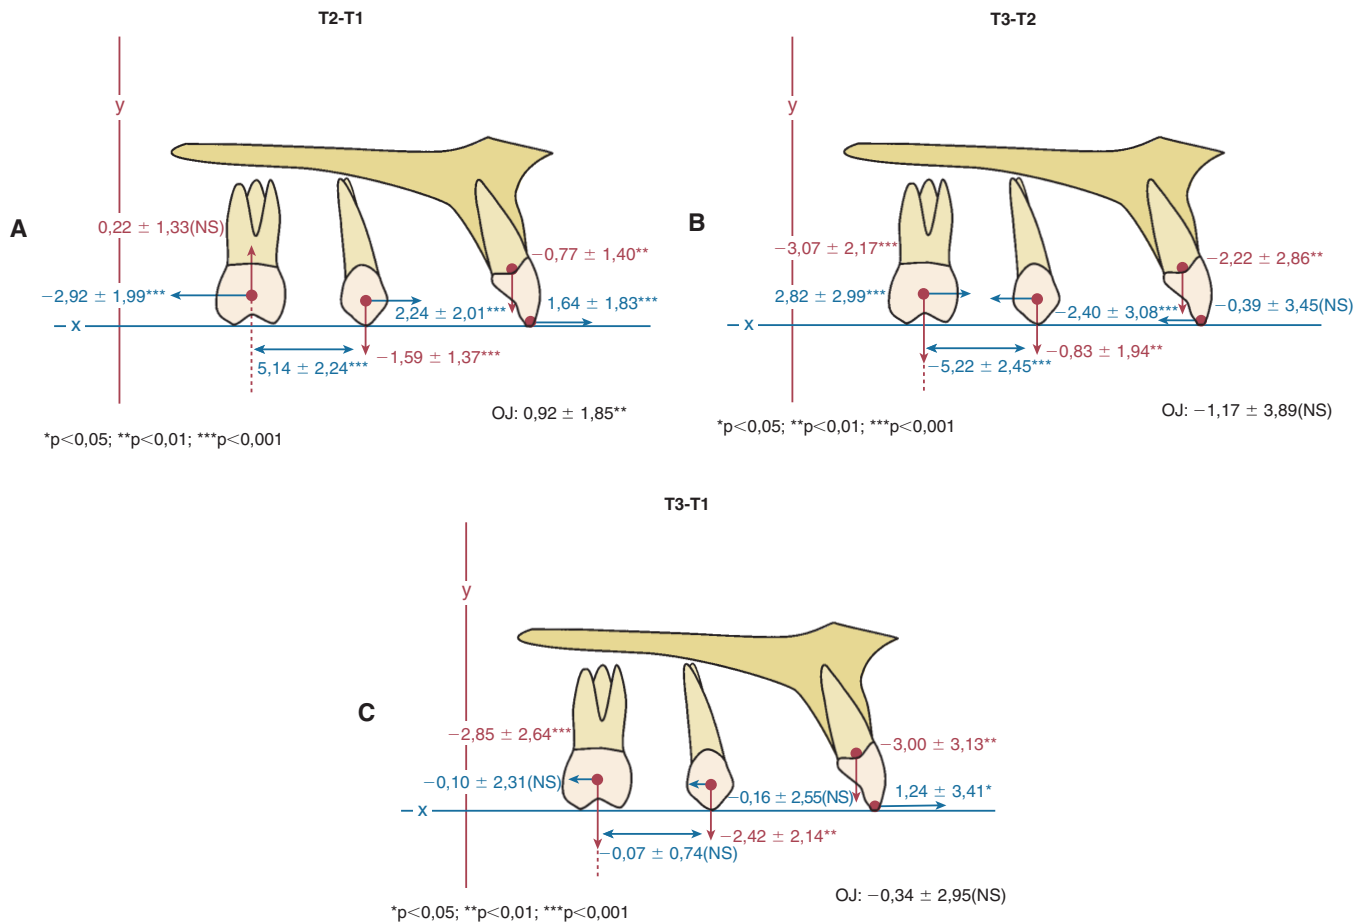 T2-T1
y
A
0,22 ± 1,33(NS)
−0,77 ± 1,40**
−2,92 ± 1,99***
2,24 ± 2,01***
1,64 ± 1,83***
x
−1,59 ± 1,37***
5,14 ± 2,24***
OJ: 0,92 ± 1,85**
*p<0,05; **p<0,01; ***p<0,001
T3-T2
y
B
−3,07 ± 2,17***
−2,22 ± 2,86**
2,82 ± 2,99***
−2,40 ± 3,08***
−0,39 ± 3,45(NS)
x
−0,83 ± 1,94**
−5,22 ± 2,45***
OJ: −1,17 ± 3,89(NS)
*p<0,05; **p<0,01; ***p<0,001
T3-T1
y
C
−2,85 ± 2,64***
−3,00 ± 3,13**
−0,10 ± 2,31(NS)
−0,16 ± 2,55(NS)
1,24 ± 3,41*
x
−2,42 ± 2,14**
−0,07 ± 0,74(NS)
OJ: −0,34 ± 2,95(NS)
*p<0,05; **p<0,01; ***p<0,001